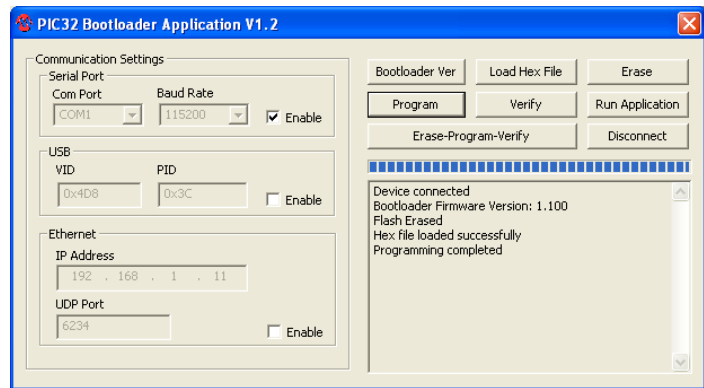 PIC32 Bootloader Application V1.2
Communication Settings
Serial Port
Com Port Baud Rate
COM1 115200 Enable
USB
VID PID
0x4D8 0x3C Enable
Ethernet
IP Address
192 . 168 . 1 . 11
UDP Port
6234 Enable
Bootloader Ver Load Hex File Erase
Program Verify Run Application
Erase-Program-Verify Disconnect
Device connected
Bootloader Firmware Version: 1.100
Flash Erased
Hex file loaded successfully
Programming completed